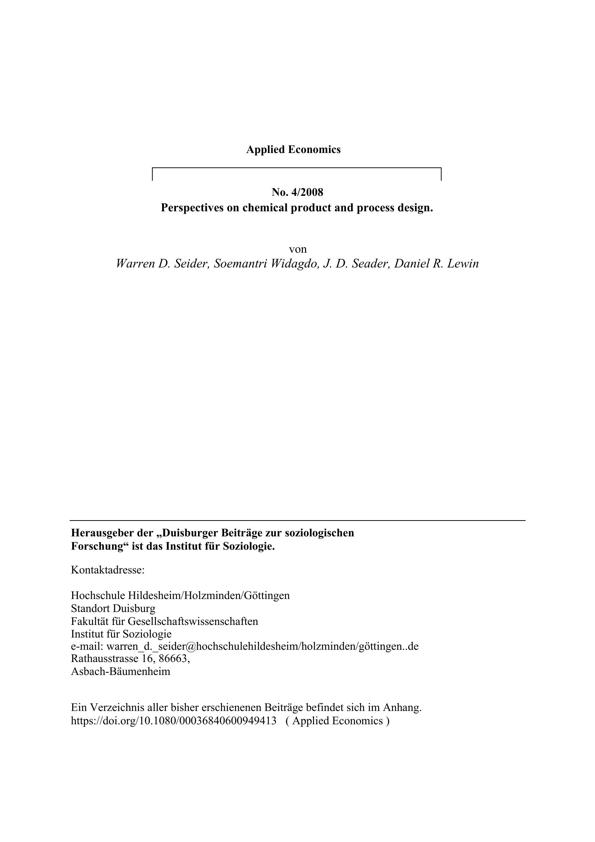 Applied Economics
No. 4/2008
Perspectives on chemical product and process design.
von
Warren D. Seider, Soemantri Widagdo, J. D. Seader, Daniel R. Lewin
Herausgeber der „Duisburger Beiträge zur soziologischen
Forschung“ ist das Institut für Soziologie.
Kontaktadresse:
Hochschule Hildesheim/Holzminden/Göttingen
Standort Duisburg
Fakultät für Gesellschaftswissenschaften
Institut für Soziologie
e-mail: warren_d._seider@hochschulehildesheim/holzminden/göttingen..de
Rathausstrasse 16, 86663,
Asbach-Bäumenheim
Ein Verzeichnis aller bisher erschienenen Beiträge befindet sich im Anhang.
https://doi.org/10.1080/00036840600949413 ( Applied Economics )